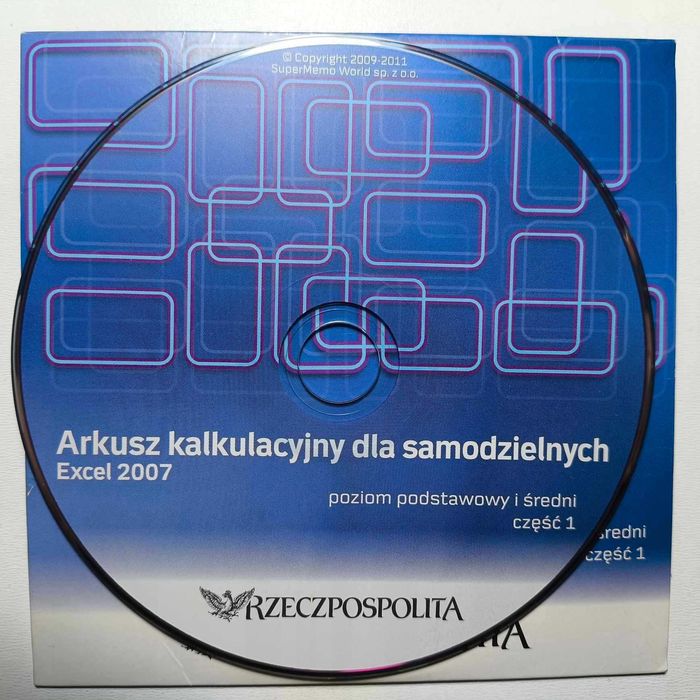 © Copyright 2009-2011
SuperMemo World sp. z o.o.
Arkusz kalkulacyjny dla samodzielnych
Excel 2007
poziom podstawowy i średni
część 1
średni
część 1
RZECZPOSPOLITA